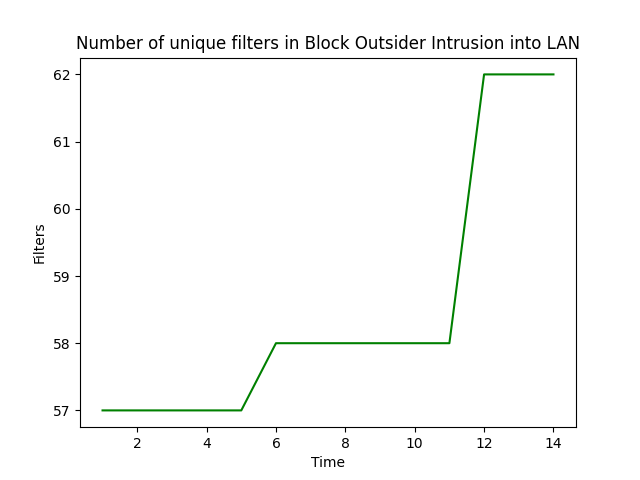 Number of unique filters in Block Outsider Intrusion into LAN
62
61
60
59
58
57
Filters
2 4 6 8 10 12 14
Time